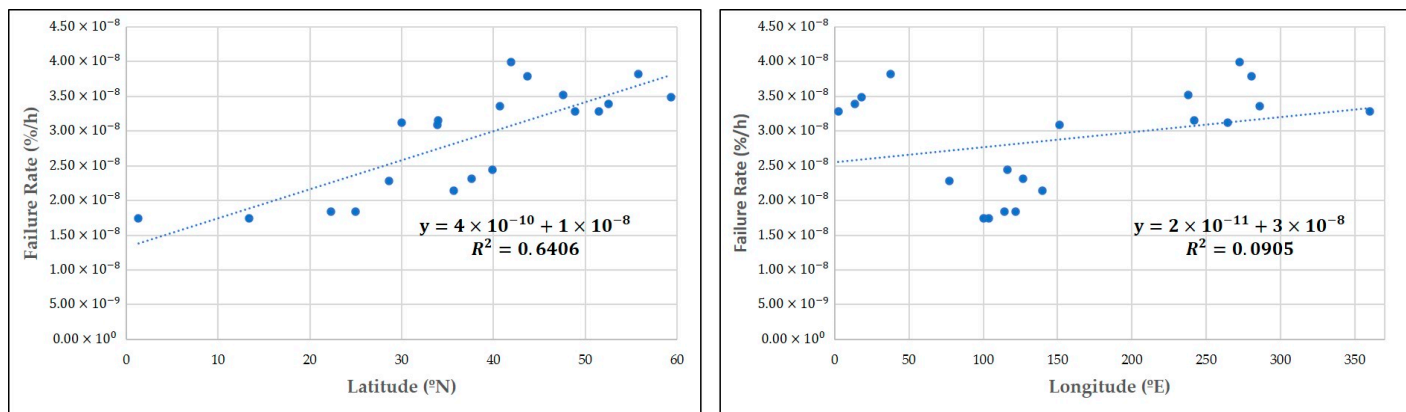 Failure Rate (%/h)
4.50 × 10⁻⁸
4.00 × 10⁻⁸
3.50 × 10⁻⁸
3.00 × 10⁻⁸
2.50 × 10⁻⁸
2.00 × 10⁻⁸
1.50 × 10⁻⁸
1.00 × 10⁻⁸
5.00 × 10⁻⁹
0.00 × 10⁰
y = 4 × 10⁻¹⁰ + 1 × 10⁻⁸
R² = 0.6406
0 10 20 30 40 50 60
Latitude (ºN)
Failure Rate (%/h)
4.50 × 10⁻⁸
4.00 × 10⁻⁸
3.50 × 10⁻⁸
3.00 × 10⁻⁸
2.50 × 10⁻⁸
2.00 × 10⁻⁸
1.50 × 10⁻⁸
1.00 × 10⁻⁸
5.00 × 10⁻⁹
0.00 × 10⁰
y = 2 × 10⁻¹¹ + 3 × 10⁻⁸
R² = 0.0905
0 50 100 150 200 250 300 350
Longitude (ºE)